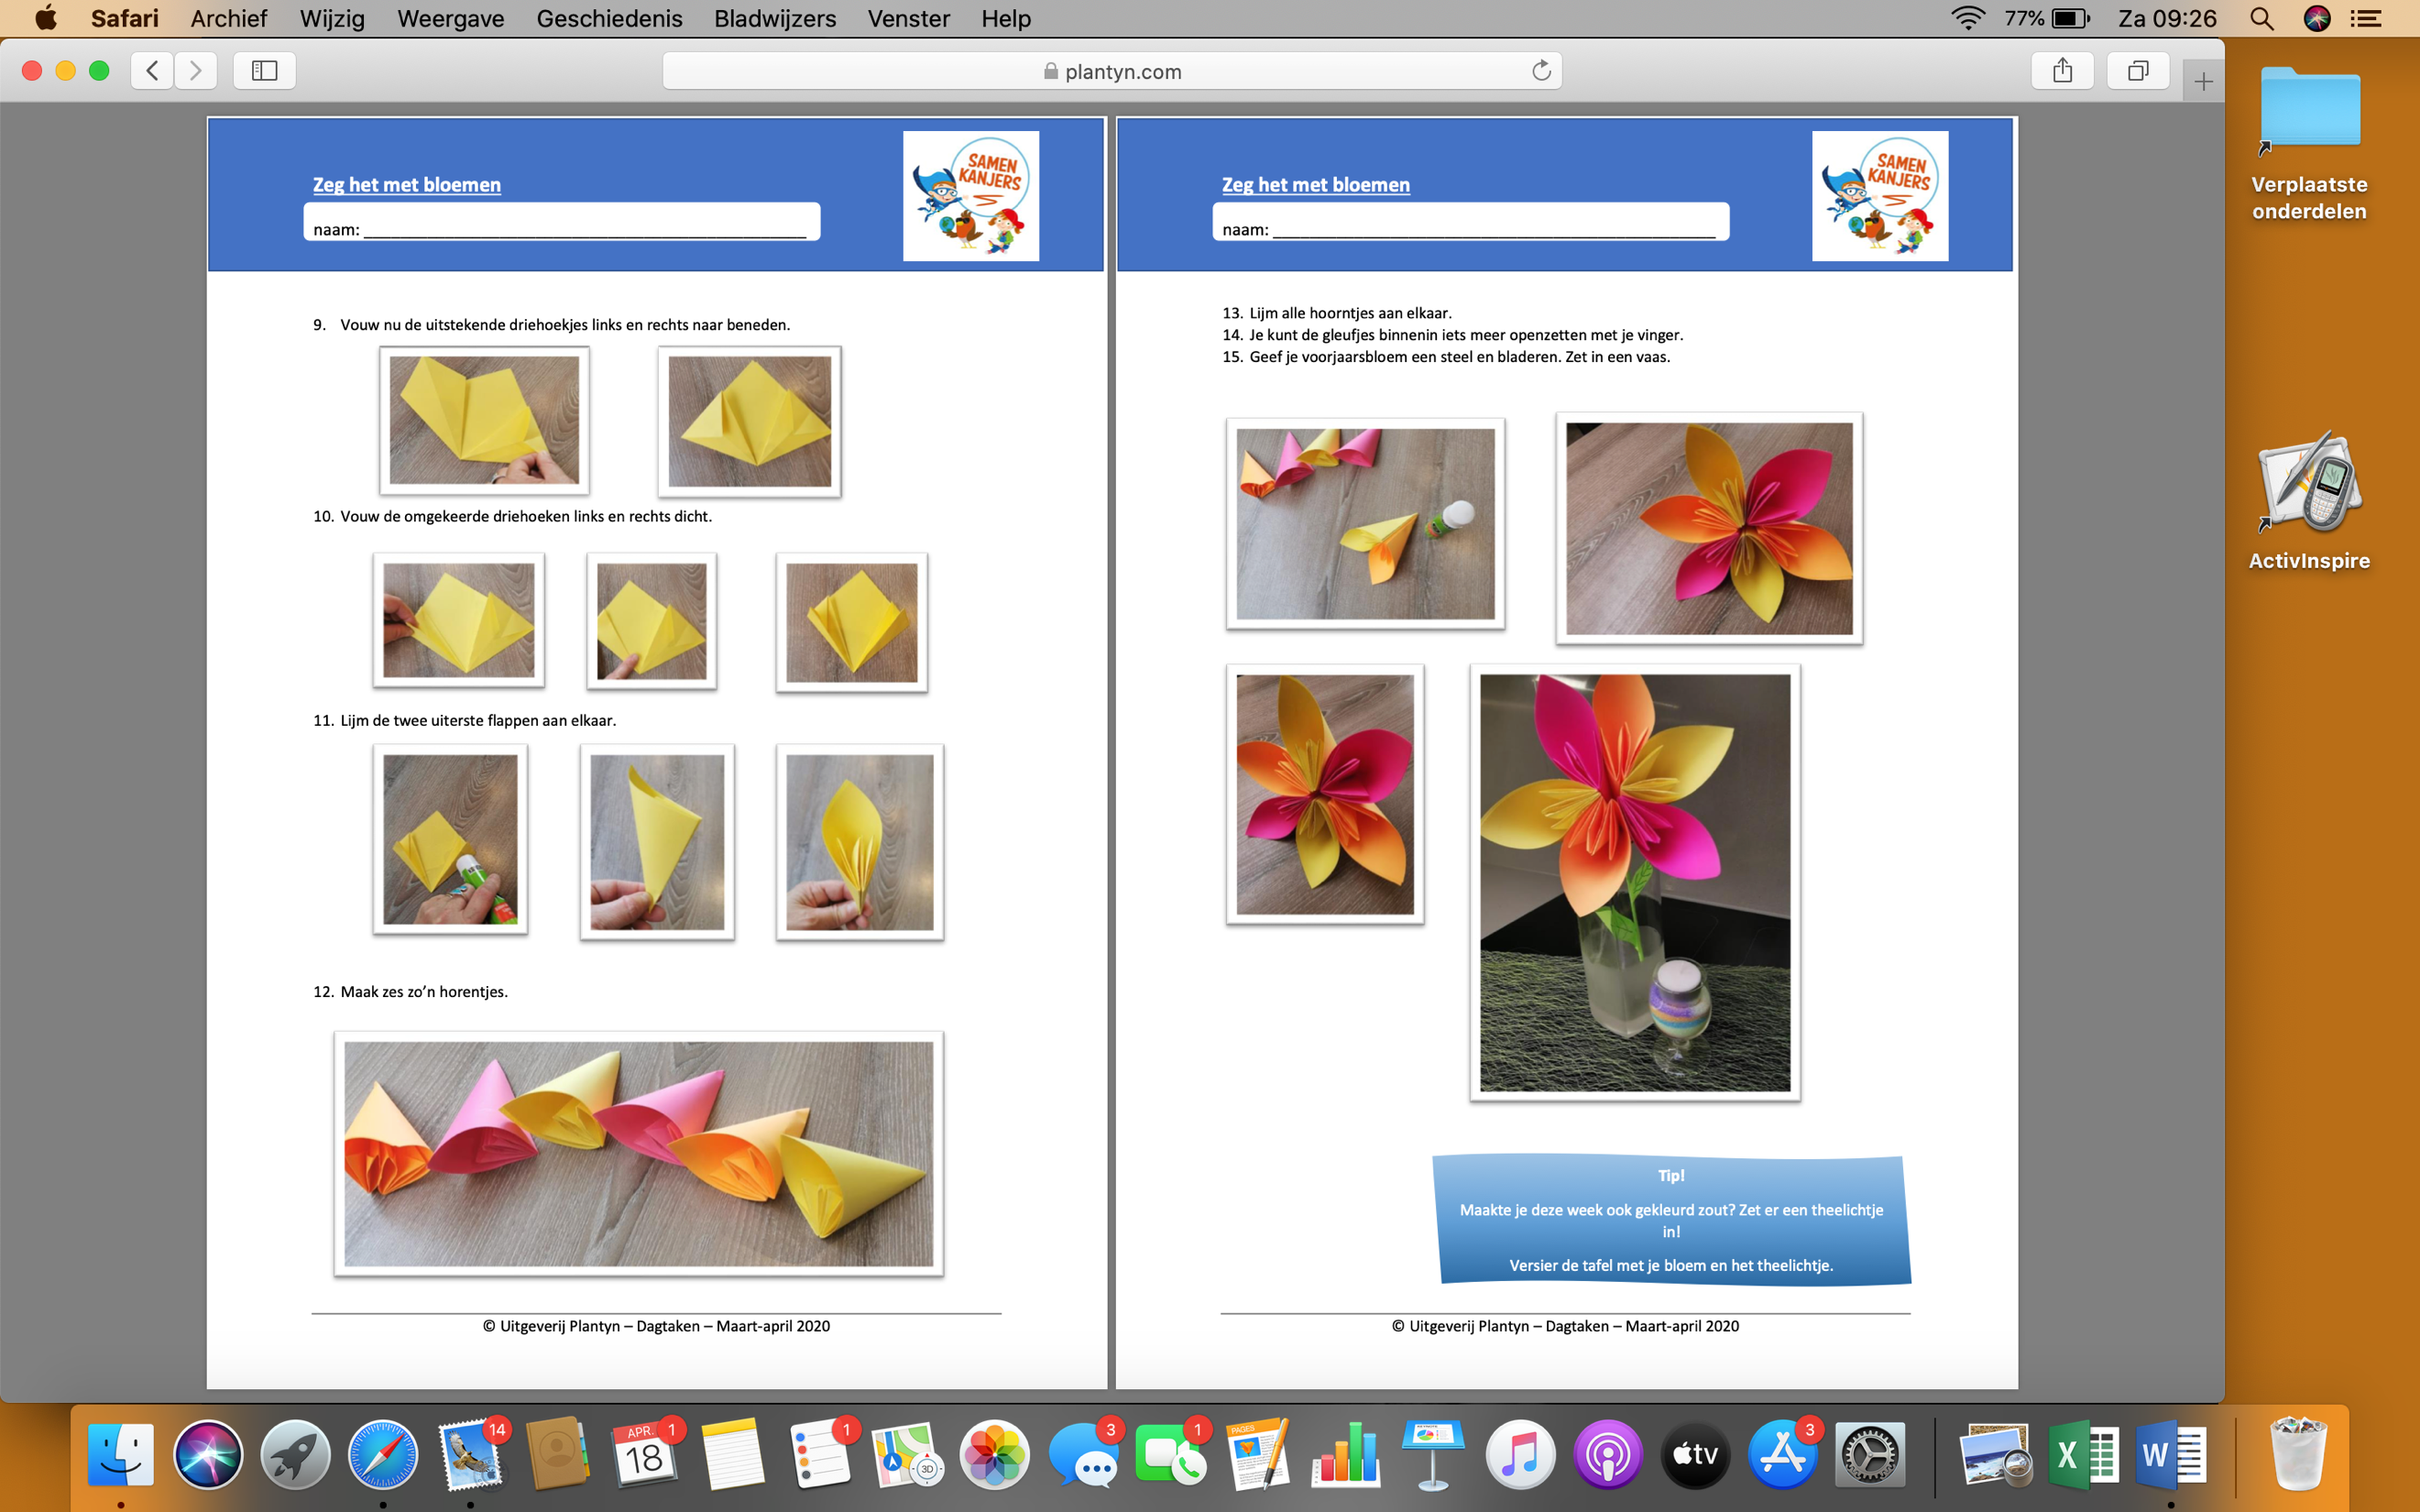 Safari Archief Wijzig Weergave Geschiedenis Bladwijzers Venster Help 77% Za 09:26
plantyn.com
Zeg het met bloemen
naam:
SAMEN
KANJERS
9. Vouw nu de uitstekende driehoekjes links en rechts naar beneden.
10. Vouw de omgekeerde driehoeken links en rechts dicht.
11. Lijm de twee uiterste flappen aan elkaar.
12. Maak zes zo’n horentjes.
© Uitgeverij Plantyn – Dagtaken – Maart-april 2020
Zeg het met bloemen
naam:
SAMEN
KANJERS
13. Lijm alle hoorntjes aan elkaar.
14. Je kunt de gleufjes binnenin iets meer openzetten met je vinger.
15. Geef je voorjaarsbloem een steel en bladeren. Zet in een vaas.
Tip!
Maakte je deze week ook gekleurd zout? Zet er een theelichtje
in!
Versier de tafel met je bloem en het theelichtje.
© Uitgeverij Plantyn – Dagtaken – Maart-april 2020
Verplaatste
onderdelen
ActivInspire
14
APR.
18
1
1
3D
3
1
PAGES
tv
3
X
W